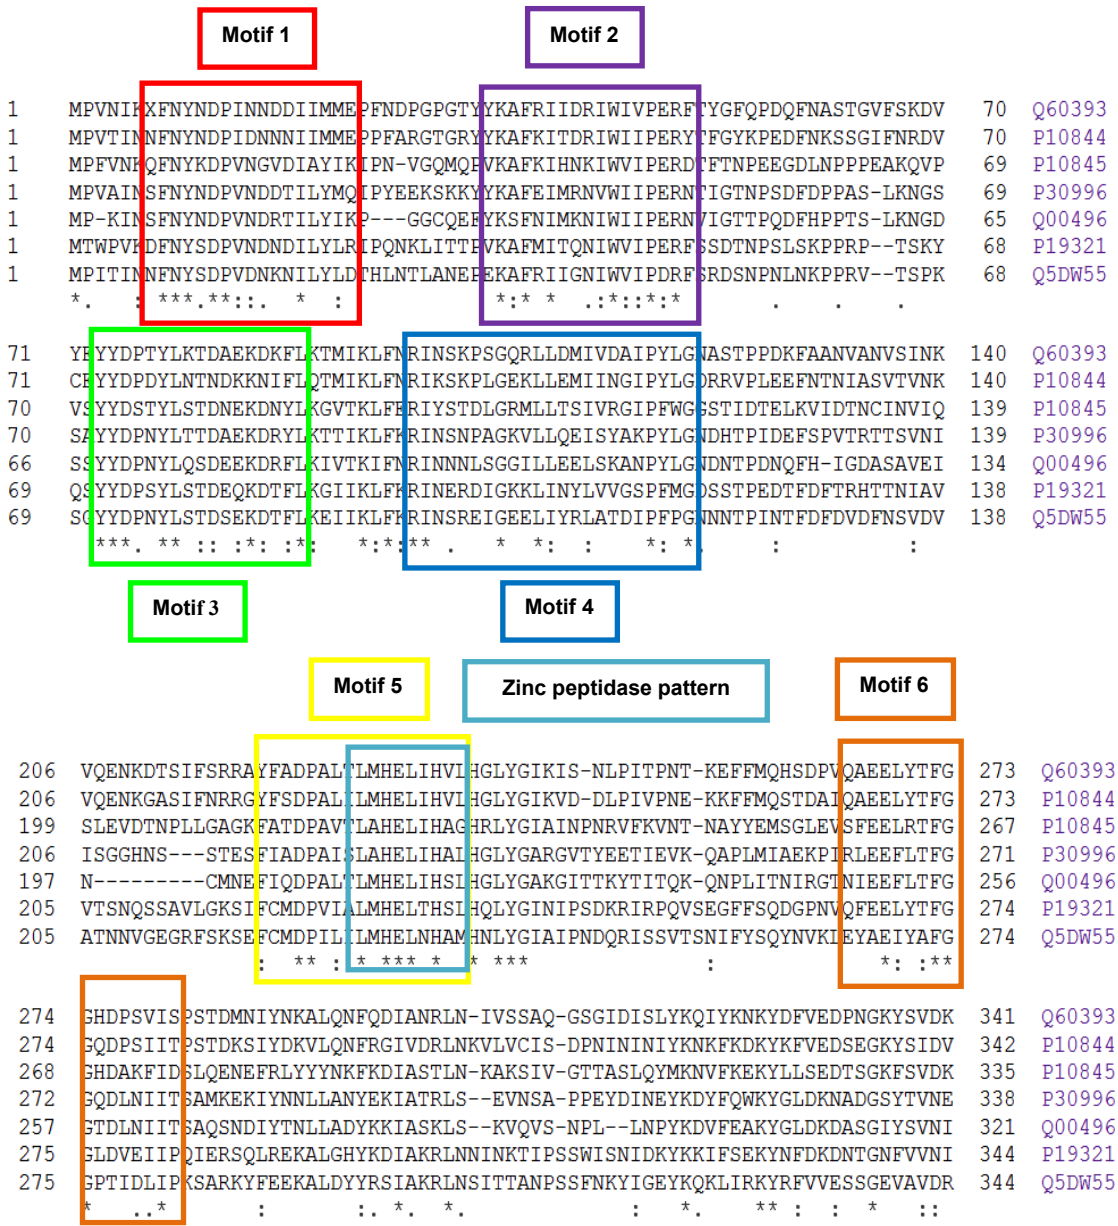 Motif 1 Motif 2
1 MPVNIKXFNYNDPINNDDIIMMEPFNDPGPGTYYKAFRIIDRIWIVPERFTYGFQPDQFNASTGVFSKDV 70 Q60393
1 MPVTINNFNYNDPIDNNNIIMMEPPFARGTGRYYKAFKITDRIWIIPERYTFGYKPEDFNKSSGIFNRDV 70 P10844
1 MPFVNKQFNYKDPVNGVDIAYIKIPN-VGQMQPVKAFKIHNKIWVIPERDTFTNPEEGDLNPPPEAKQVP 69 P10845
1 MPVAINSFNYNDPVNDDTILYMQIPYEEKSKKYYKAFEIMRNVWIIPERNTIGTNPSDFDPPAS-LKNGS 69 P30996
1 MP-KINSFNYNDPVNDRTILYIKP---GGCQEFYKSFNIMKNIWIIPERNVIGTTPQDFHPPTS-LKNGD 65 Q00496
1 MTWPVKDFNYSDPVNDNDILYLRIPQNKLITTPVKAFMITQNIWVIPERFSSDTNPSLSKPPRP--TSKY 68 P19321
1 MPITINNFNYSDPVDNKNILYLDTHLNTLANEPEKAFRIIGNIWVIPDRFSRDSNPNLNKPPRV--TSPK 68 Q5DW55
*. : ***.**::. * : *:* * .:*::**:* . . .
71 YEYYDPTYLKTDAEKDKFLKTMIKLFNRINSKPSGQRLLDMIVDAIPYLGNASTPPDKFAANVANVSINK 140 Q60393
71 CEYYDPDYLNTNDKKNIFLQTMIKLFNRIKSKPLGEKLLEMIINGIPYLGDRRVPLEEFNTNIASVTVNK 140 P10844
70 VSYYDSTYLSTDNEKDNYLKGVTKLFERIYSTDLGRMLLTSIVRGIPFWGGSTIDTELKVIDTNCINVIQ 139 P10845
70 SAYYDPNYLTTDAEKDRYLKTTIKLFKRINSNPAGKVLLQEISYAKPYLGNDHTPIDEFSPVTRTTSVNI 139 P30996
66 SSYYDPNYLQSDEEKDRFLKIVTKIFNRINNNLSGGILLEELSKANPYLGNDNTPDNQFH-IGDASAVEI 134 Q00496
69 QSYYDPSYLSTDEQKDTFLKGIIKLFKRINERDIGKKLINYLVVGSPFMGDSSTPEDTFDFTRHTTNIAV 138 P19321
69 SGYYDPNYLSTDSEKDTFLKEIIKLFKRINSREIGEELIYRLATDIPFPGNNNTPINTFDFDVDFNSVDV 138 Q5DW55
***. ** :: :*: :*: *:*:** . * *: : *: *. : :
Motif 3 Motif 4
Motif 5 Zinc peptidase pattern Motif 6
206 VQENKDTSIFSRRAYFADPALTLMHELIHVLHGLYGIKIS-NLPITPNT-KEFFMQHSDPVQAEELYTFG 273 Q60393
206 VQENKGASIFNRRGYFSDPALILMHELIHVLHGLYGIKVD-DLPIVPNE-KKFFMQSTDAIQAEELYTFG 273 P10844
199 SLEVDTNPLLGAGKFATDPAVTLAHELIHAGHRLYGIAINPNRVFKVNT-NAYYEMSGLEVSFEELRTFG 267 P10845
206 ISGGHNS---STESFIADPAISLAHELIHALHGLYGARGVTYEETIEVK-QAPLMIAEKPIRLEEFLTFG 271 P30996
197 N---------CMNEFIQDPALTLMHELIHSLHGLYGAKGITTKYTITQK-QNPLITNIRGTNIEEFLTFG 256 Q00496
205 VTSNQSSAVLGKSIFCMDPVIALMHELTHSLHQLYGINIPSDKRIRPQVSEGFFSQDGPNVQFEELYTFG 274 P19321
205 ATNNVGEGRFSKSEFCMDPILILMHELNHAMHNLYGIAIPNDQRISSVTSNIFYSQYNVKLEYAEIYAFG 274 Q5DW55
: ** : * *** * * *** : *: :**
274 GHDPSVISPSTDMNIYNKALQNFQDIANRLN-IVSSAQ-GSGIDISLYKQIYKNKYDFVEDPNGKYSVDK 341 Q60393
274 GQDPSIITPSTDKSIYDKVLQNFRGIVDRLNKVLVCIS-DPNININIYKNKFKDKYKFVEDSEGKYSIDV 342 P10844
268 GHDAKFIDSLQENEFRLYYYNKFKDIASTLN-KAKSIV-GTTASLQYMKNVFKEKYLLSEDTSGKFSVDK 335 P10845
272 GQDLNIITSAMKEKIYNNLLANYEKIATRLS--EVNSA-PPEYDINEYKDYFQWKYGLDKNADGSYTVNE 338 P30996
257 GTDLNIITSAQSNDIYTNLLADYKKIASKLS--KVQVS-NPL--LNPYKDVFEAKYGLDKDASGIYSVNI 321 Q00496
275 GLDVEIIPQIERSQLREKALGHYKDIAKRLNNINKTIPSSWISNIDKYKKIFSEKYNFDKDNTGNFVVNI 344 P19321
275 GPTIDLIPKSARKYFEEKALDYYRSIAKRLNSITTANPSSFNKYIGEYKQKLIRKYRFVVESSGEVAVDR 344 Q5DW55
* ..* : :. *. *. : *. ** : : * ::